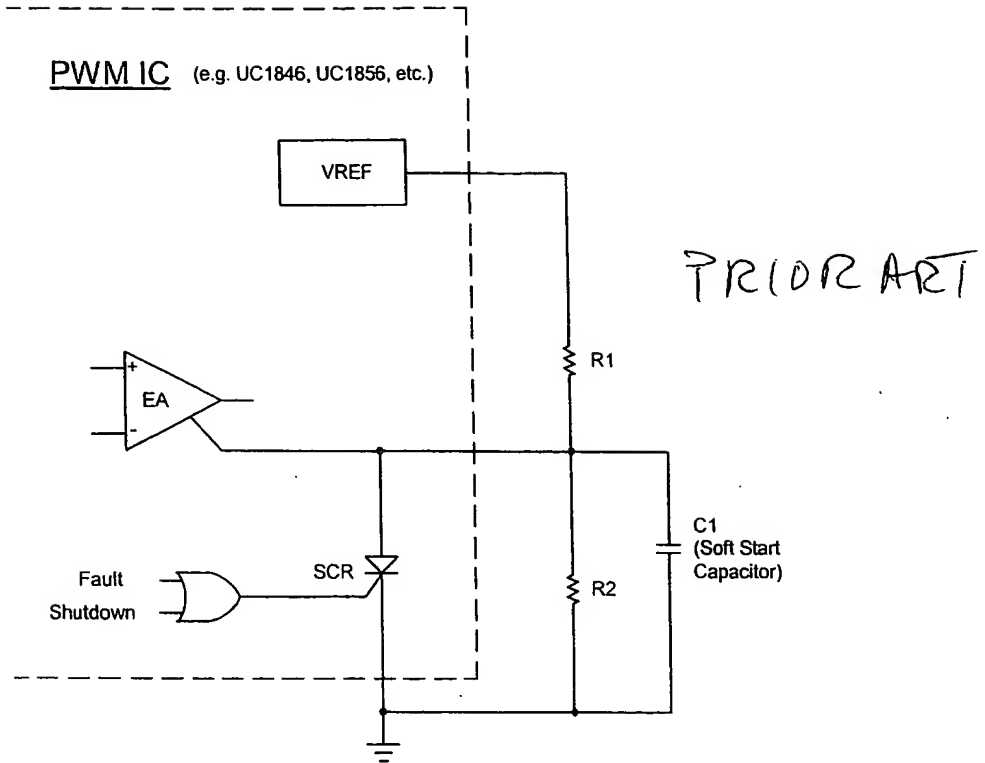 PWM IC (e.g. UC1846, UC1856, etc.)
VREF
PRIOR ART
R1
+
EA
-
C1
(Soft Start
Capacitor)
SCR
Fault
Shutdown
R2